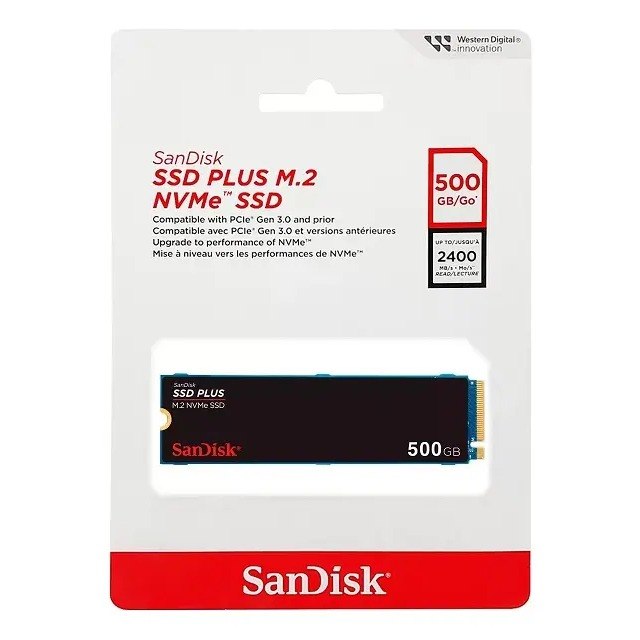 Western Digital®
innovation
SanDisk
SSD PLUS M.2
NVMe™ SSD
Compatible with PCIe® Gen 3.0 and prior
Compatible avec PCIe® Gen 3.0 et versions antérieures
Upgrade to performance of NVMe™
Mise à niveau vers les performances de NVMe™
500
GB/Go*
UP TO/JUSQU'À
2400
MB/s • Mo/s**
READ/LECTURE
SanDisk
SSD PLUS
M.2 NVMe SSD
SanDisk®
500GB
SanDisk®